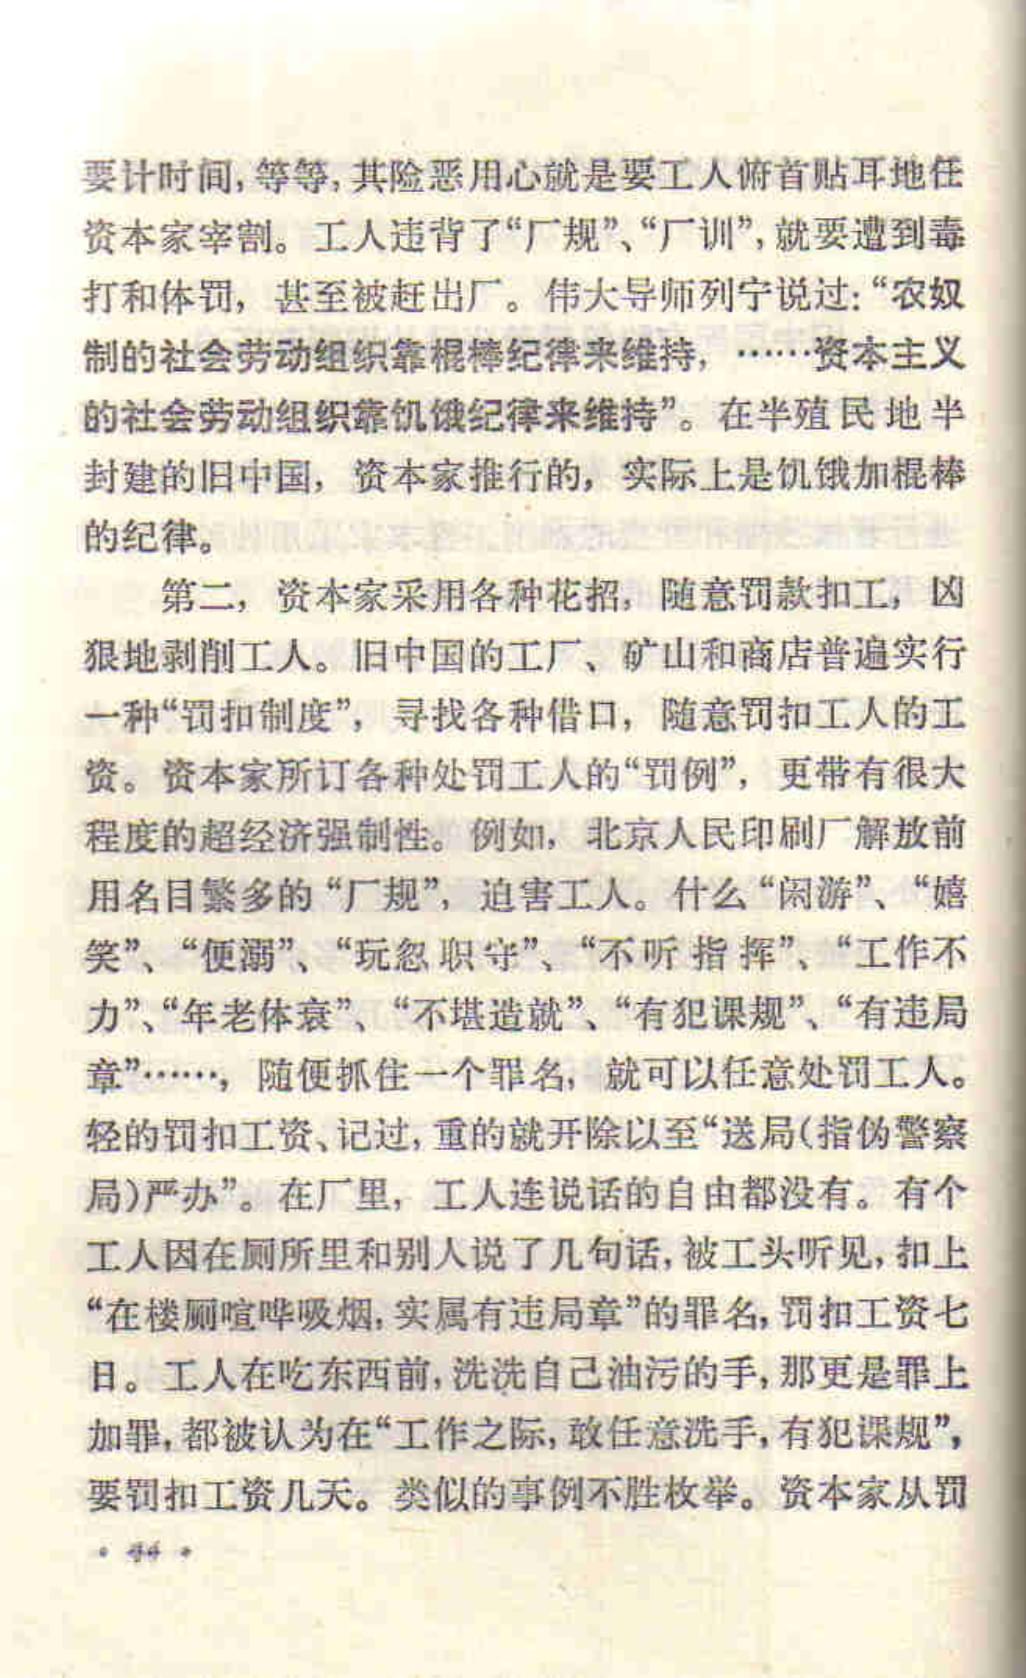 要计时间，等等，其险恶用心就是要工人俯首贴耳地任
资本家宰割。工人违背了“厂规”、“厂训”，就要遭到毒
打和体罚，甚至被赶出厂。伟大导师列宁说过：“农奴
制的社会劳动组织靠棍棒纪律来维持，……资本主义
的社会劳动组织靠饥饿纪律来维持”。在半殖民地半
封建的旧中国，资本家推行的，实际上是饥饿加棍棒
的纪律。
第二，资本家采用各种花招，随意罚款扣工，凶
狠地剥削工人。旧中国的工厂、矿山和商店普遍实行
一种“罚扣制度”，寻找各种借口，随意罚扣工人的工
资。资本家所订各种处罚工人的“罚例”，更带有很大
程度的超经济强制性。例如，北京人民印刷厂解放前
用名目繁多的“厂规”，迫害工人。什么“闲游”、“嬉
笑”、“便溺”、“玩忽职守”、“不听指挥”、“工作不
力”、“年老体衰”、“不堪造就”、“有犯课规”、“有违局
章”……，随便抓住一个罪名，就可以任意处罚工人。
轻的罚扣工资、记过，重的就开除以至“送局（指伪警察
局）严办”。在厂里，工人连说话的自由都没有。有个
工人因在厕所里和别人说了几句话，被工头听见，扣上
“在楼厕喧哗吸烟，实属有违局章”的罪名，罚扣工资七
日。工人在吃东西前，洗洗自己油污的手，那更是罪上
加罪，都被认为在“工作之际，敢任意洗手，有犯课规”，
要罚扣工资几天。类似的事例不胜枚举。资本家从罚
· 44 ·